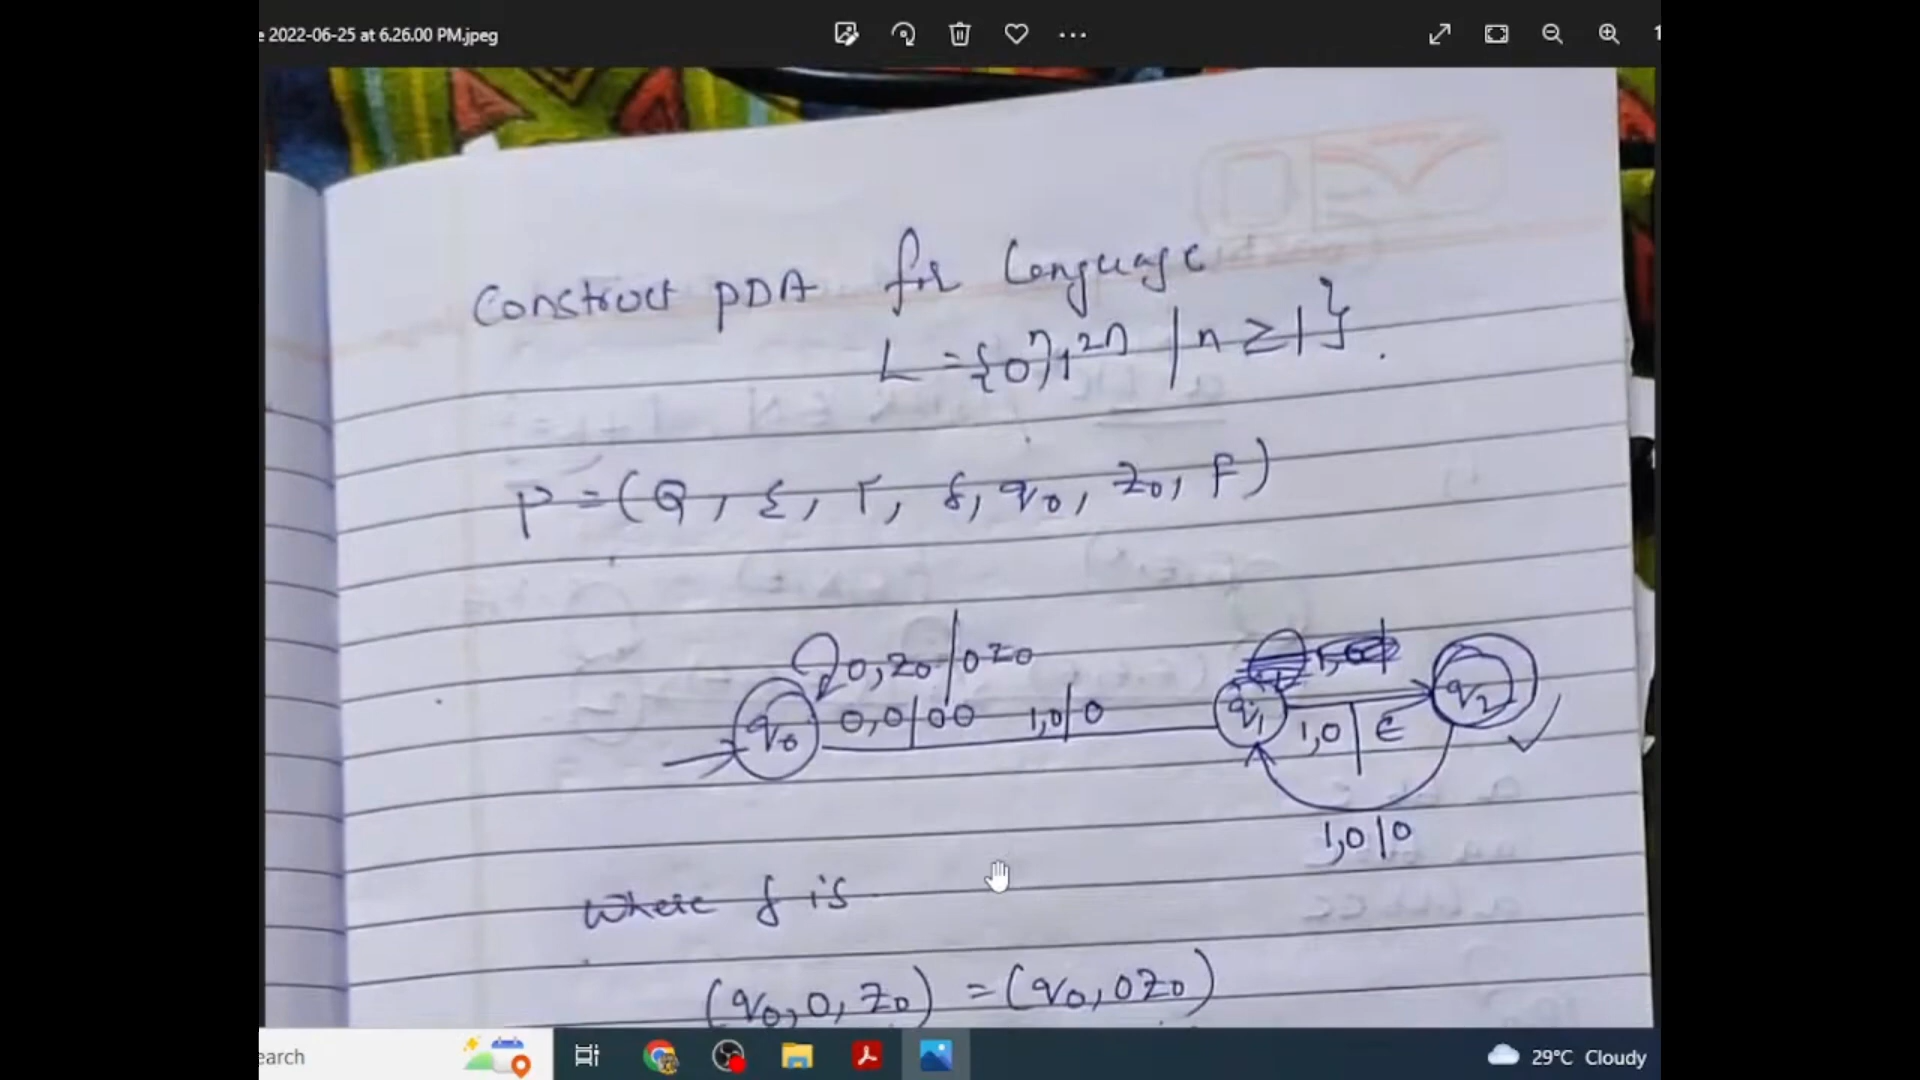 e 2022-06-25 at 6.26.00 PM.jpeg
Construct PDA for Language
L = {0ⁿ1²ⁿ | n ≥ 1}.
P = (Q, Σ, Γ, δ, q₀, z₀, F)
0,z₀/0z₀
q₀ 0,0/00 1,0/0 q₁ 1,0/ε q₂
1,0/0
where δ is
(q₀,0,z₀) = (q₀,0z₀)
earch
29°C Cloudy